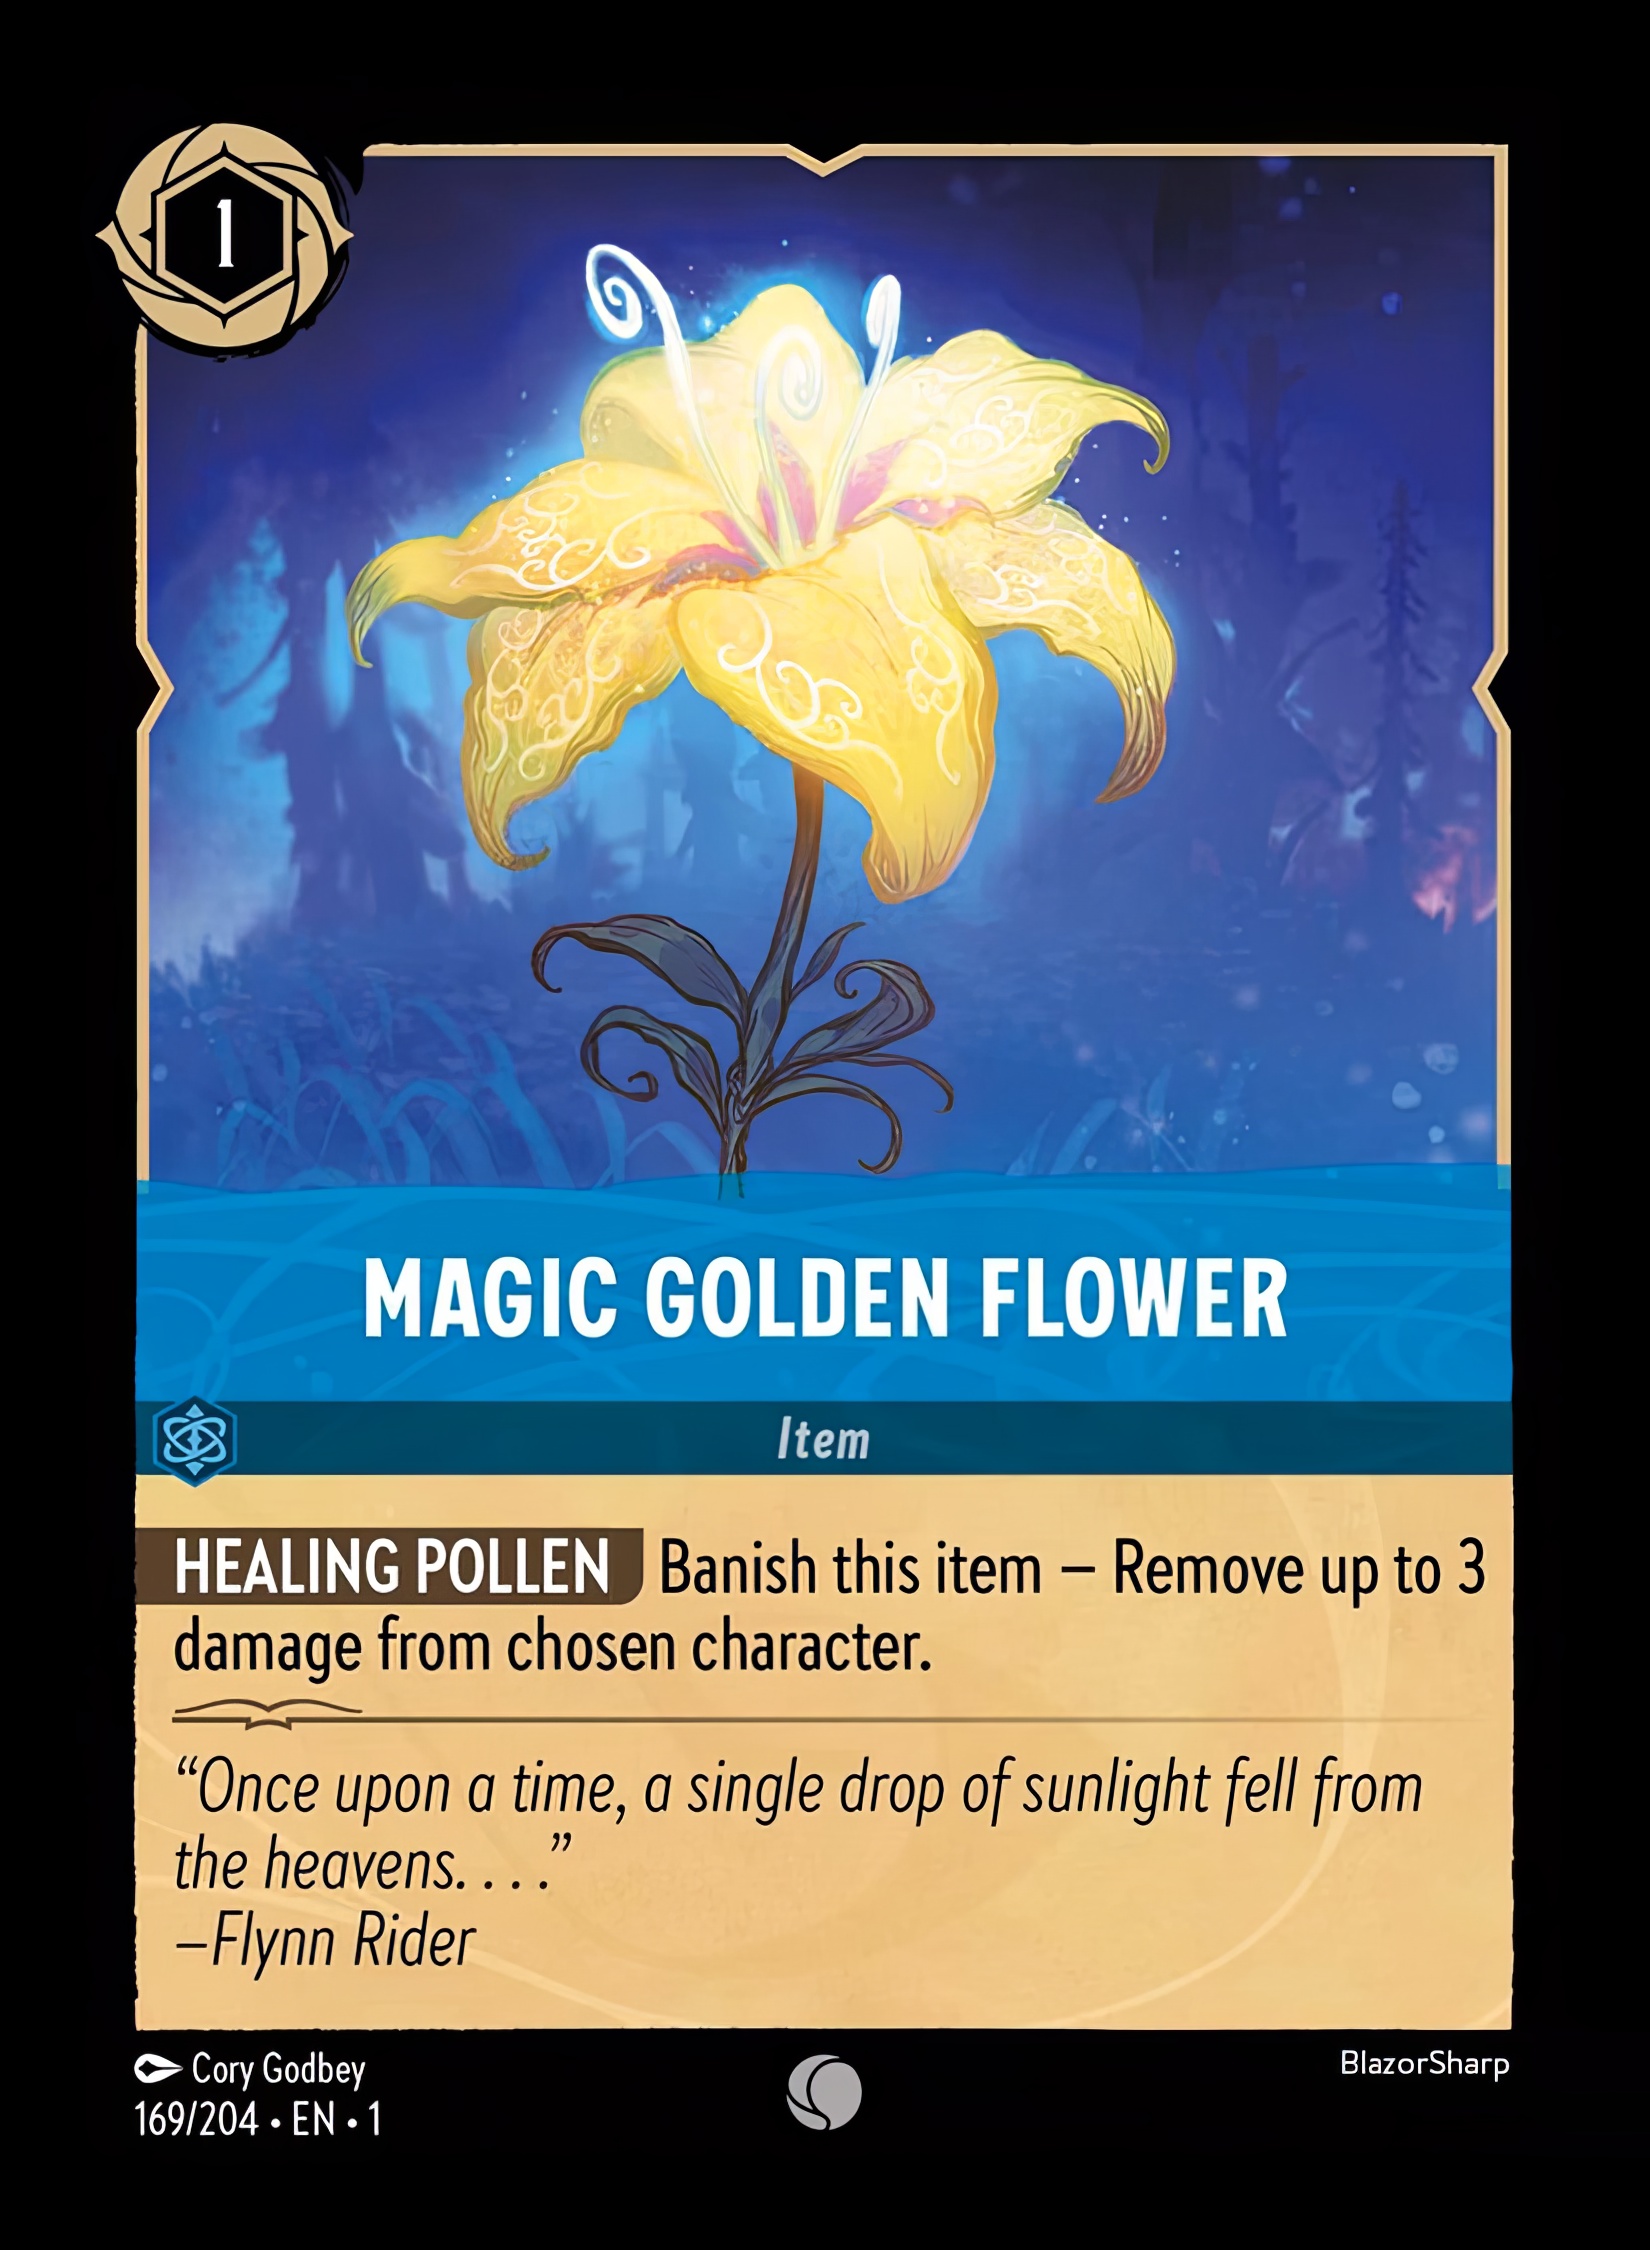 1
MAGIC GOLDEN FLOWER
Item
HEALING POLLEN Banish this item – Remove up to 3
damage from chosen character.
“Once upon a time, a single drop of sunlight fell from
the heavens. . . .”
–Flynn Rider
Cory Godbey
BlazorSharp
169/204 • EN • 1